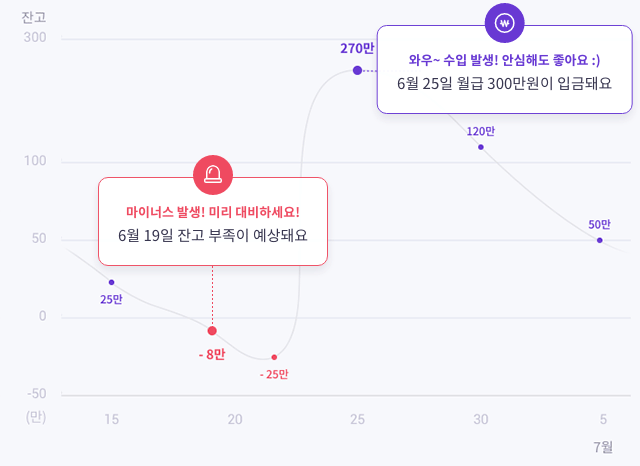 잔고
300
270만
₩
와우~ 수입 발생! 안심해도 좋아요 :)
6월 25일 월급 300만원이 입금돼요
120만
100
마이너스 발생! 미리 대비하세요!
6월 19일 잔고 부족이 예상돼요
50만
50
25만
0
- 8만
- 25만
-50
(만)
15 20 25 30 5
7월